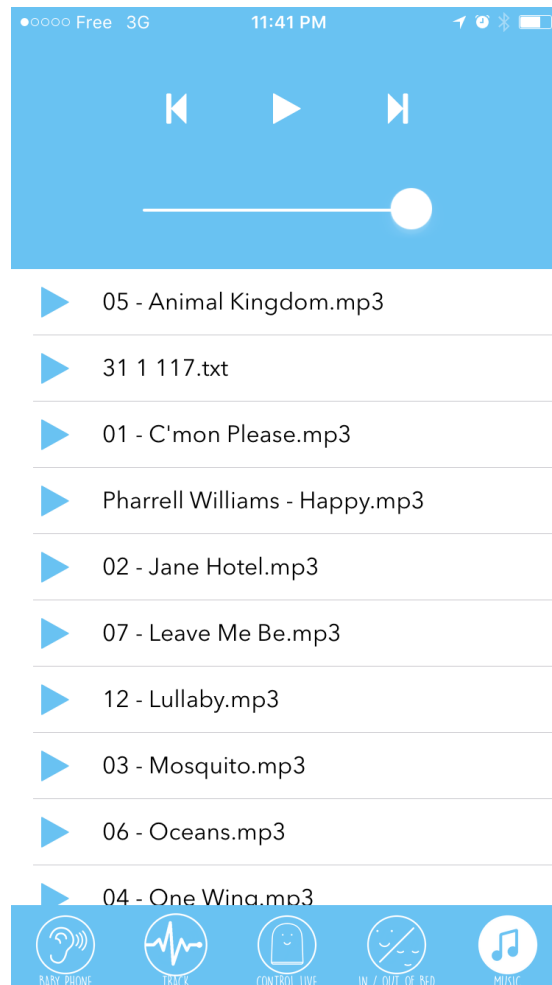 Free 3G 11:41 PM
05 - Animal Kingdom.mp3
31 1 117.txt
01 - C'mon Please.mp3
Pharrell Williams - Happy.mp3
02 - Jane Hotel.mp3
07 - Leave Me Be.mp3
12 - Lullaby.mp3
03 - Mosquito.mp3
06 - Oceans.mp3
04 - One Wing.mp3
BABY PHONE TRACK CONTROL LIVE IN / OUT OF BED MUSIC